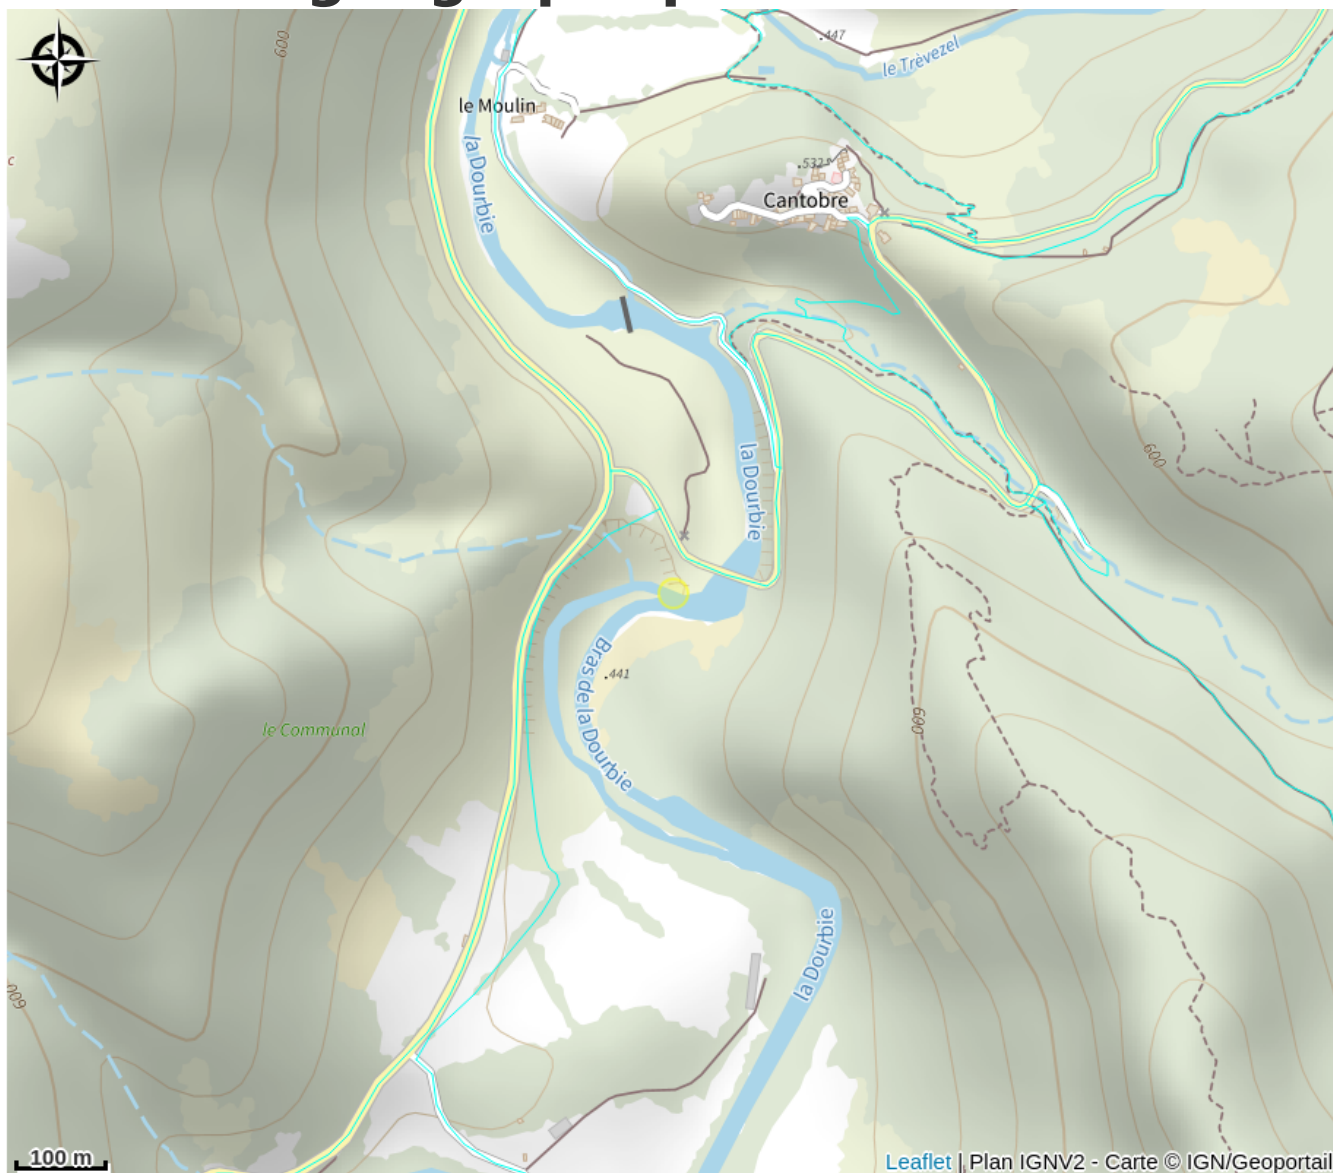 600
.447
le Trèvezel
le Moulin
c
la Dourbie
.532
Cantobre
600
la Dourbie
Bras de la Dourbie
.441
600
le Communal
la Dourbie
600
100 m
Leaflet | Plan IGNV2 - Carte © IGN/Geoportail